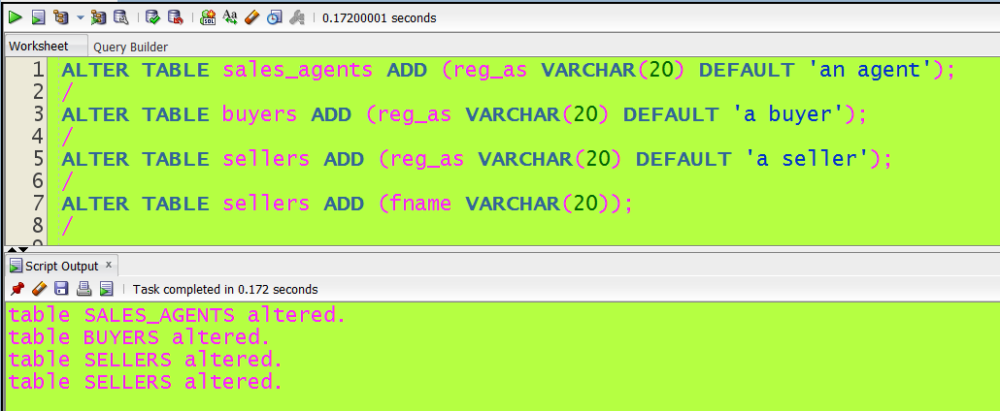 0.17200001 seconds
Worksheet Query Builder
1 ALTER TABLE sales_agents ADD (reg_as VARCHAR(20) DEFAULT 'an agent');
2 /
3 ALTER TABLE buyers ADD (reg_as VARCHAR(20) DEFAULT 'a buyer');
4 /
5 ALTER TABLE sellers ADD (reg_as VARCHAR(20) DEFAULT 'a seller');
6 /
7 ALTER TABLE sellers ADD (fname VARCHAR(20));
8 /
Script Output x
Task completed in 0.172 seconds
table SALES_AGENTS altered.
table BUYERS altered.
table SELLERS altered.
table SELLERS altered.